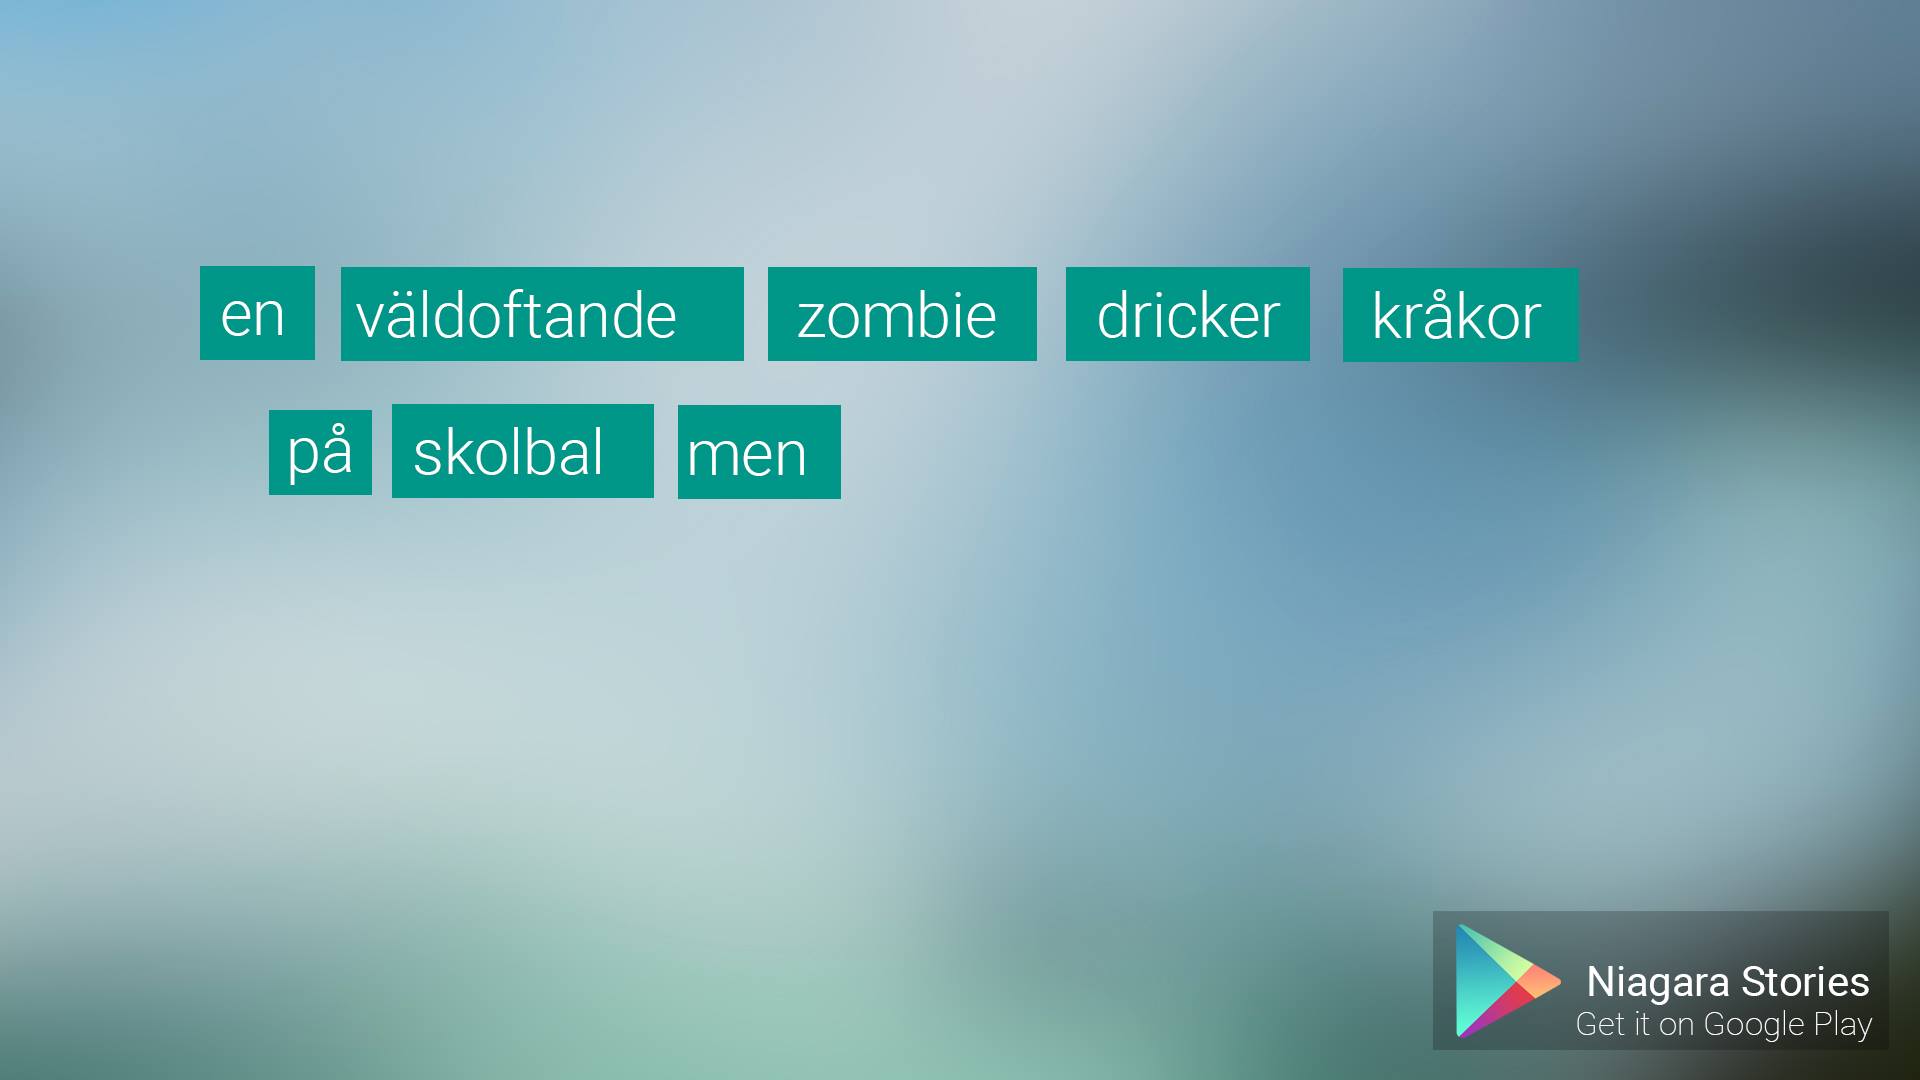 en väldoftande zombie dricker kråkor
på skolbal men
Niagara Stories
Get it on Google Play